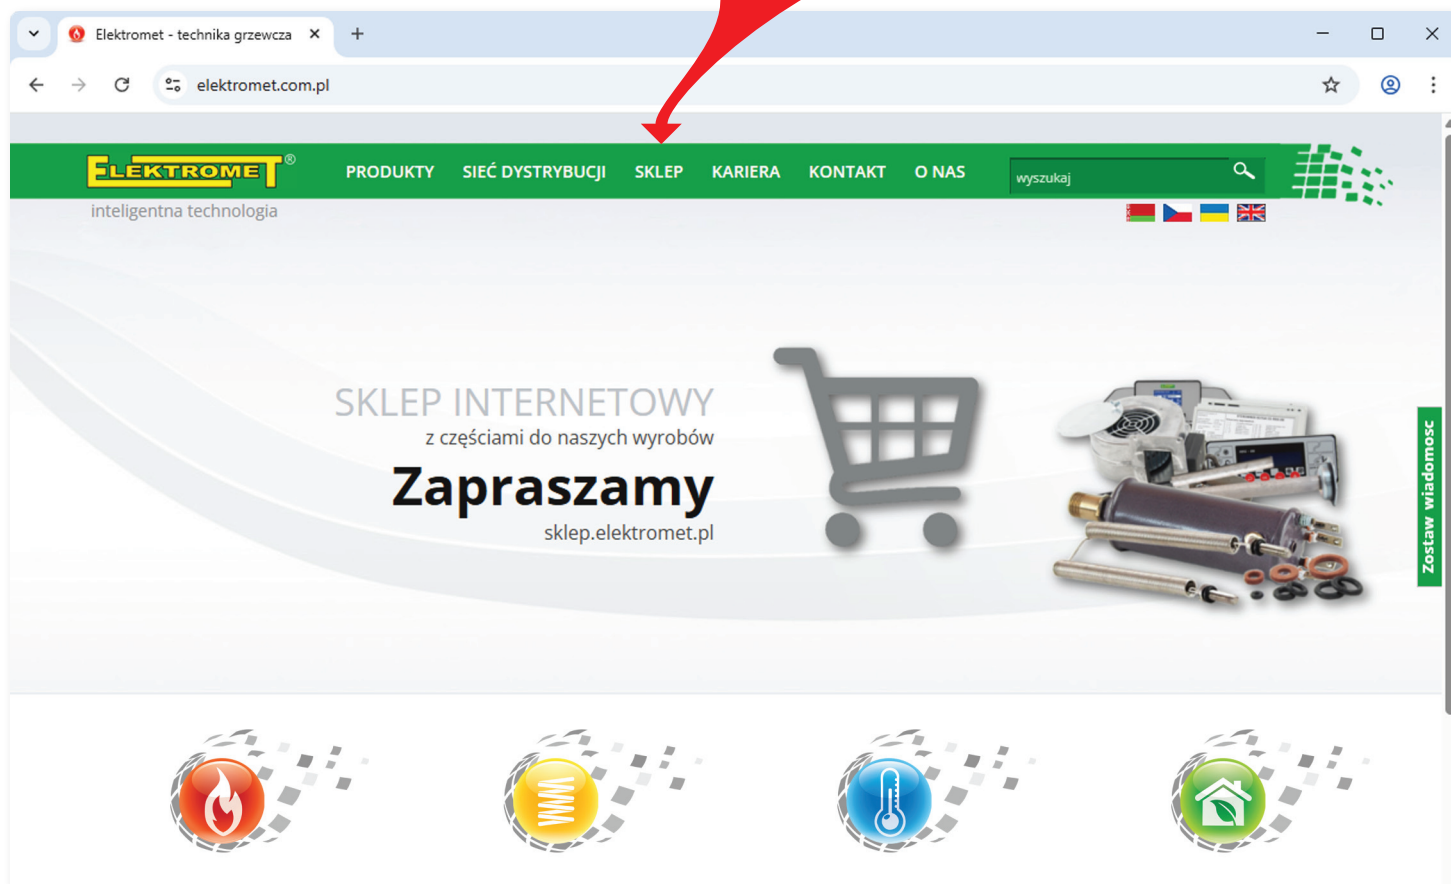 Elektromet - technika grzewcza
elektromet.com.pl
ELEKTROMET®
PRODUKTY SIEĆ DYSTRYBUCJI SKLEP KARIERA KONTAKT O NAS wyszukaj
inteligentna technologia
SKLEP INTERNETOWY
z częściami do naszych wyrobów
Zapraszamy
sklep.elektromet.pl
Zostaw wiadomosc